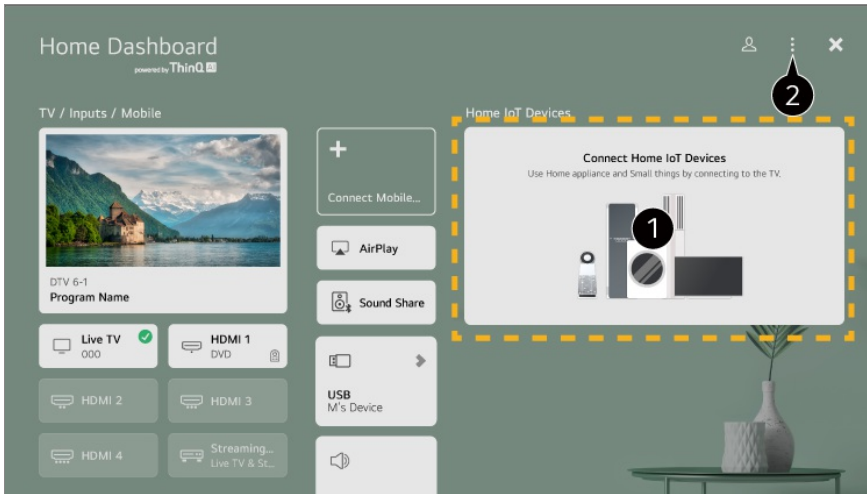 Home Dashboard
powered by ThinQ AI
2
TV / Inputs / Mobile
Home IoT Devices
Connect Mobile...
AirPlay
Sound Share
Connect Home IoT Devices
Use Home appliance and Small things by connecting to the TV.
1
DTV 6-1
Program Name
Live TV
000
HDMI 1
DVD
USB
M's Device
HDMI 2
HDMI 3
HDMI 4
Streaming...
Live TV & St...